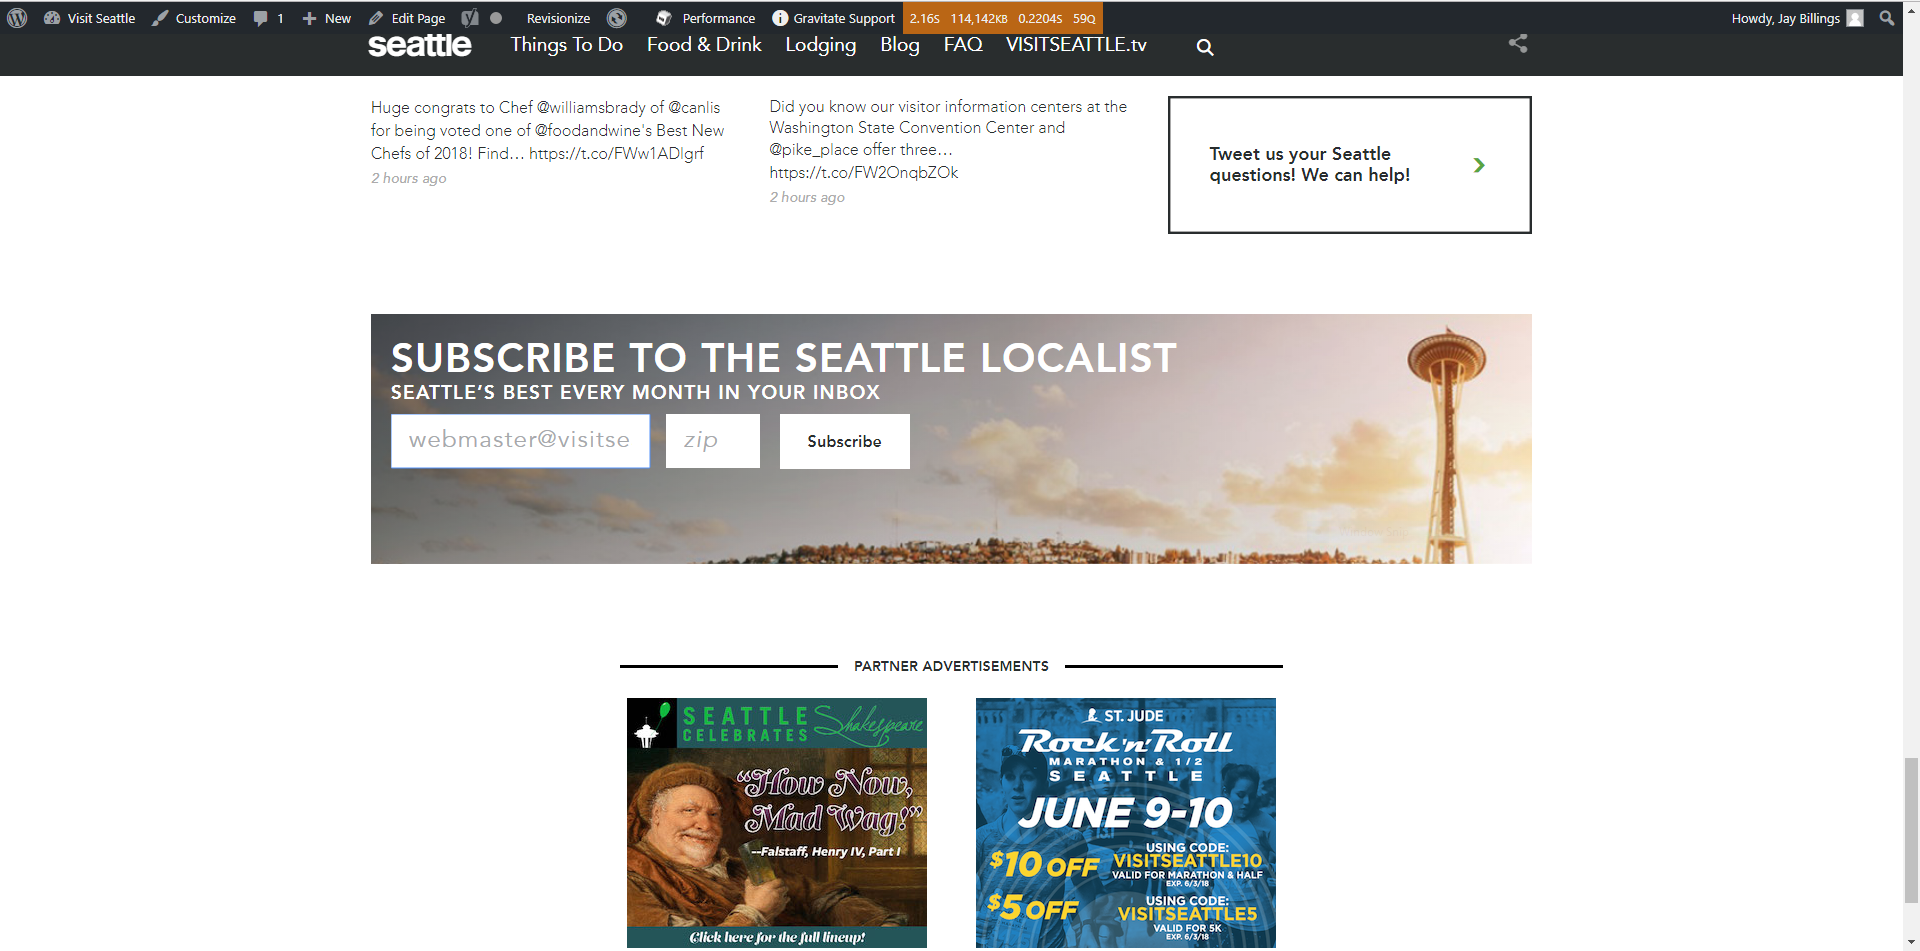 Visit Seattle Customize 1 New Edit Page Revisionize Performance Gravitate Support 2.16S 114,142KB 0.2204S 59Q Howdy, Jay Billings
seattle Things To Do Food & Drink Lodging Blog FAQ VISITSEATTLE.tv
Huge congrats to Chef @williamsbrady of @canlis
for being voted one of @foodandwine's Best New
Chefs of 2018! Find… https://t.co/FWw1ADlgrf
2 hours ago
Did you know our visitor information centers at the
Washington State Convention Center and
@pike_place offer three…
https://t.co/FW2OnqbZOk
2 hours ago
Tweet us your Seattle
questions! We can help!
SUBSCRIBE TO THE SEATTLE LOCALIST
SEATTLE’S BEST EVERY MONTH IN YOUR INBOX
webmaster@visitse zip Subscribe
PARTNER ADVERTISEMENTS
SEATTLE
CELEBRATES
Shakespeare
“How Now,
Mad Wag!”
--Falstaff, Henry IV, Part I
Click here for the full lineup!
ST. JUDE
Rock 'n' Roll
MARATHON & 1/2
SEATTLE
JUNE 9-10
$10 OFF
USING CODE:
VISITSEATTLE10
VALID FOR MARATHON & HALF
EXP. 6/3/18
$5 OFF
USING CODE:
VISITSEATTLE5
VALID FOR 5K
EXP. 6/3/18